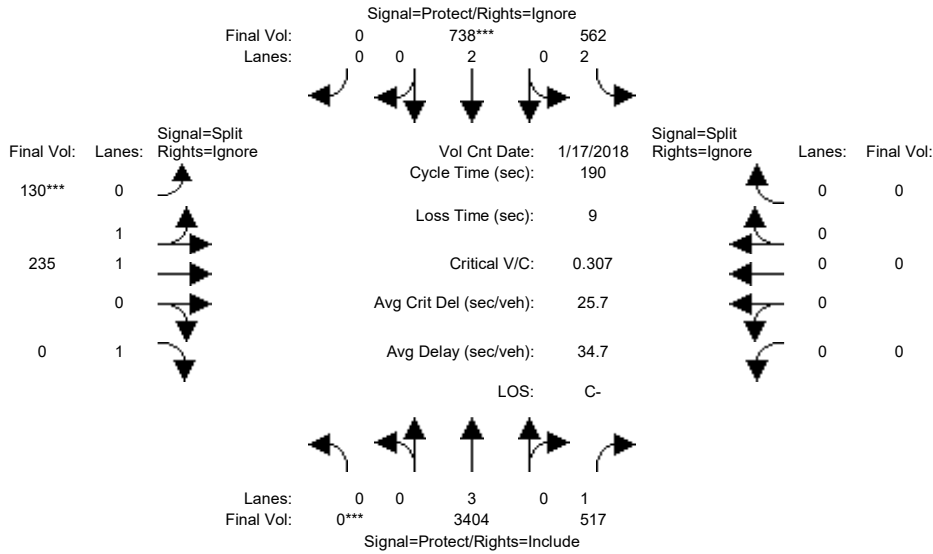 Signal=Protect/Rights=Ignore
Final Vol: 0 738*** 562
Lanes: 0 0 2 0 2
Signal=Split
Final Vol: Lanes: Rights=Ignore
Vol Cnt Date: 1/17/2018
Signal=Split
Rights=Ignore Lanes: Final Vol:
Cycle Time (sec): 190
130*** 0
0 0
Loss Time (sec): 9
1
0
235 1
Critical V/C: 0.307
0 0
0
Avg Crit Del (sec/veh): 25.7
0
0 1
Avg Delay (sec/veh): 34.7
0 0
LOS: C-
Lanes: 0 0 3 0 1
Final Vol: 0*** 3404 517
Signal=Protect/Rights=Include